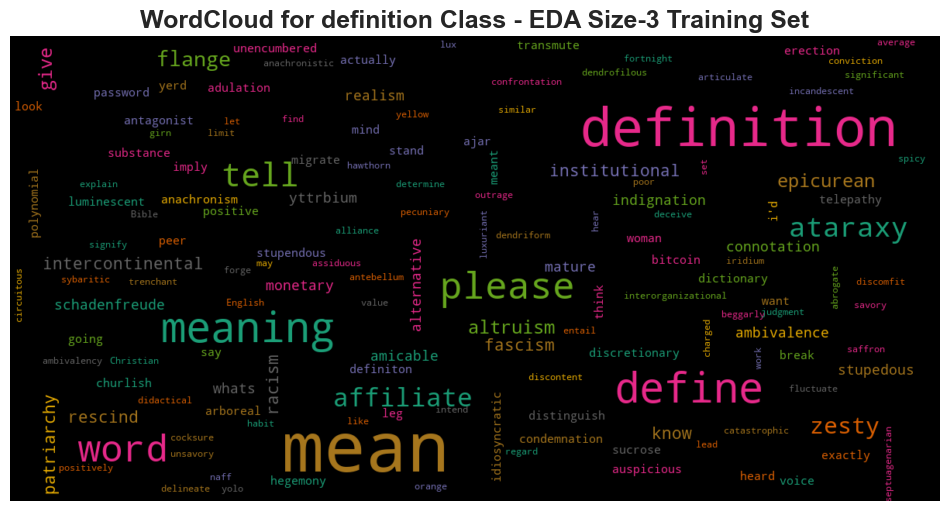 WordCloud for definition Class - EDA Size-3 Training Set
give
flange
unencumbered
anachronistic
actually
lux
transmute
fortnight
dendrofilous
erection
average
conviction
significant
look
password
yerd
adulation
realism
confrontation
articulate
incandescent
antagonist
girn
let
limit
find
mind
yellow
similar
definition
substance
imply
tell
migrate
hawthorn
stand
ajar
meant
institutional
poor
set
epicurean
spicy
polynomial
explain
luminescent
Bible
anachronism
positive
yttrbium
determine
pecuniary
outrage
indignation
deceive
i'd
telepathy
ataraxy
signify
peer
alliance
stupendous
luxuriant
dendriform
hear
woman
connotation
intercontinental
sybaritic
trenchant
forge
may
assiduous
monetary
antebellum
alternative
mature
bitcoin
iridium
dictionary
abrogate
discomfit
circuitous
schadenfreude
English
value
please
think
interorganizational
want
beggarly
judgment
savory
going
meaning
say
altruism
entail
charged
ambivalence
ambivalency
Christian
churlish
whats
racism
amicable
definiton
fascism
discretionary
work
break
saffron
stupedous
patriarchy
didactical
arboreal
habit
affiliate
leg
like
intend
discontent
define
fluctuate
rescind
cocksure
unsavory
word
mean
idiosyncratic
distinguish
condemnation
regard
sucrose
know
lead
catastrophic
zesty
exactly
septuagenarian
positively
naff
delineate
yolo
hegemony
orange
auspicious
heard
voice